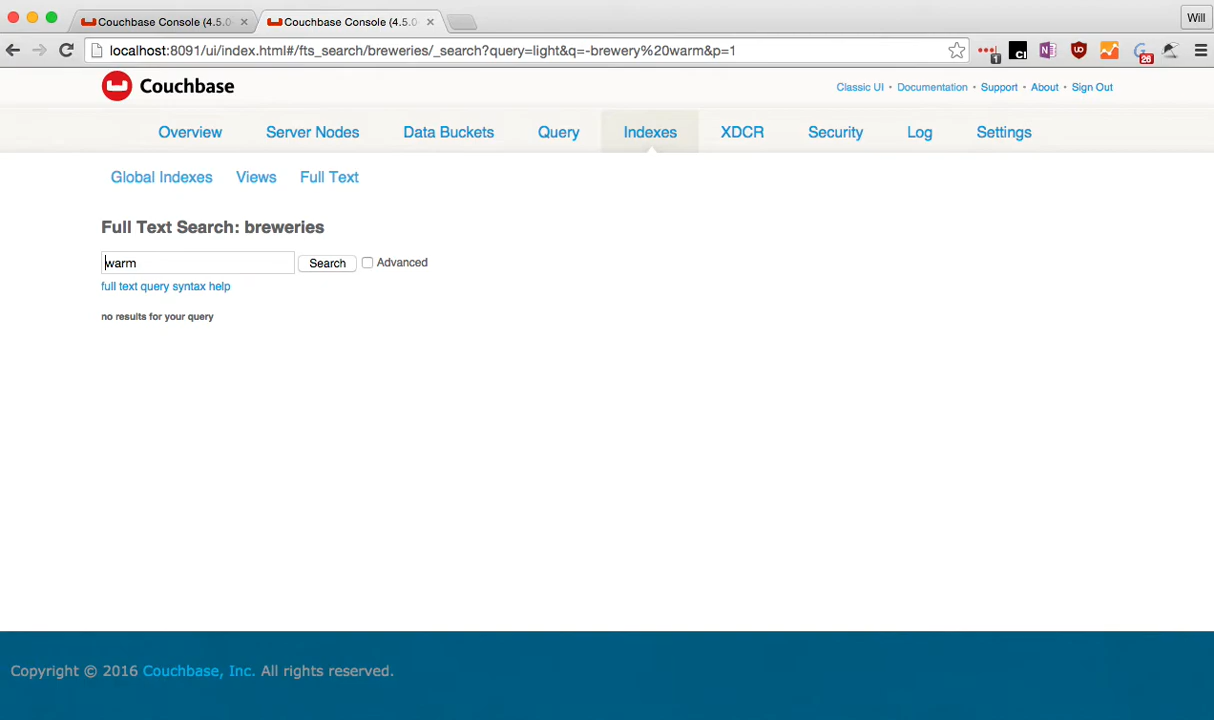 Couchbase Console (4.5.0- Couchbase Console (4.5.0- Will
localhost:8091/ui/index.html#/fts_search/breweries/_search?query=light&q=-brewery%20warm&p=1 1 26
Couchbase Classic UI • Documentation • Support • About • Sign Out
Overview Server Nodes Data Buckets Query Indexes XDCR Security Log Settings
Global Indexes Views Full Text
Full Text Search: breweries
warm Search Advanced
full text query syntax help
no results for your query
Copyright © 2016 Couchbase, Inc. All rights reserved.